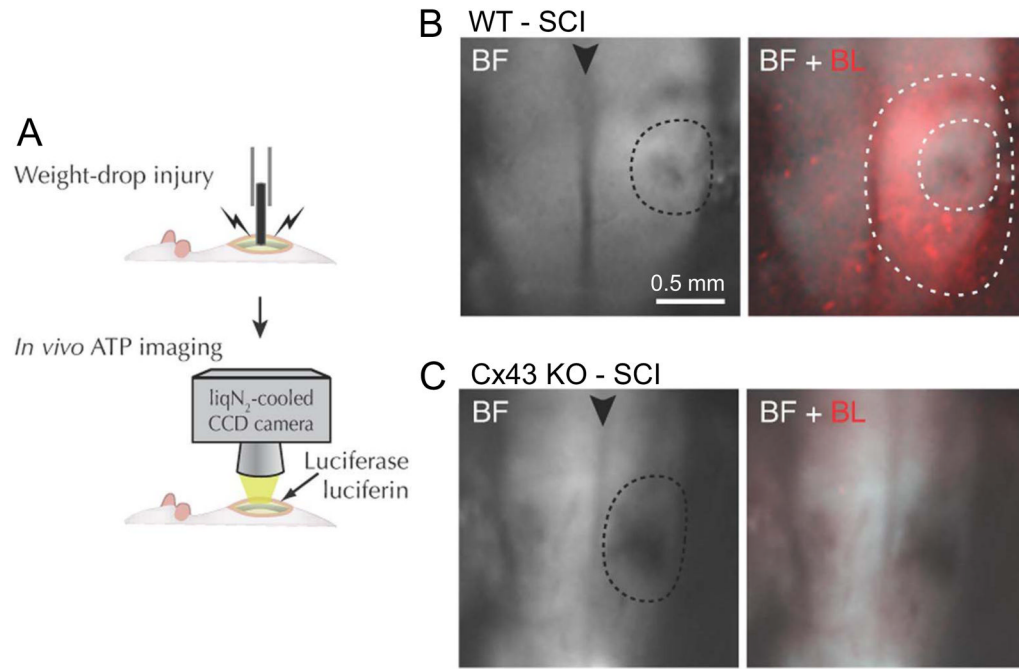 A
Weight-drop injury
In vivo ATP imaging
liqN₂-cooled
CCD camera
Luciferase
luciferin
B WT - SCI
BF
BF + BL
0.5 mm
C Cx43 KO - SCI
BF
BF + BL